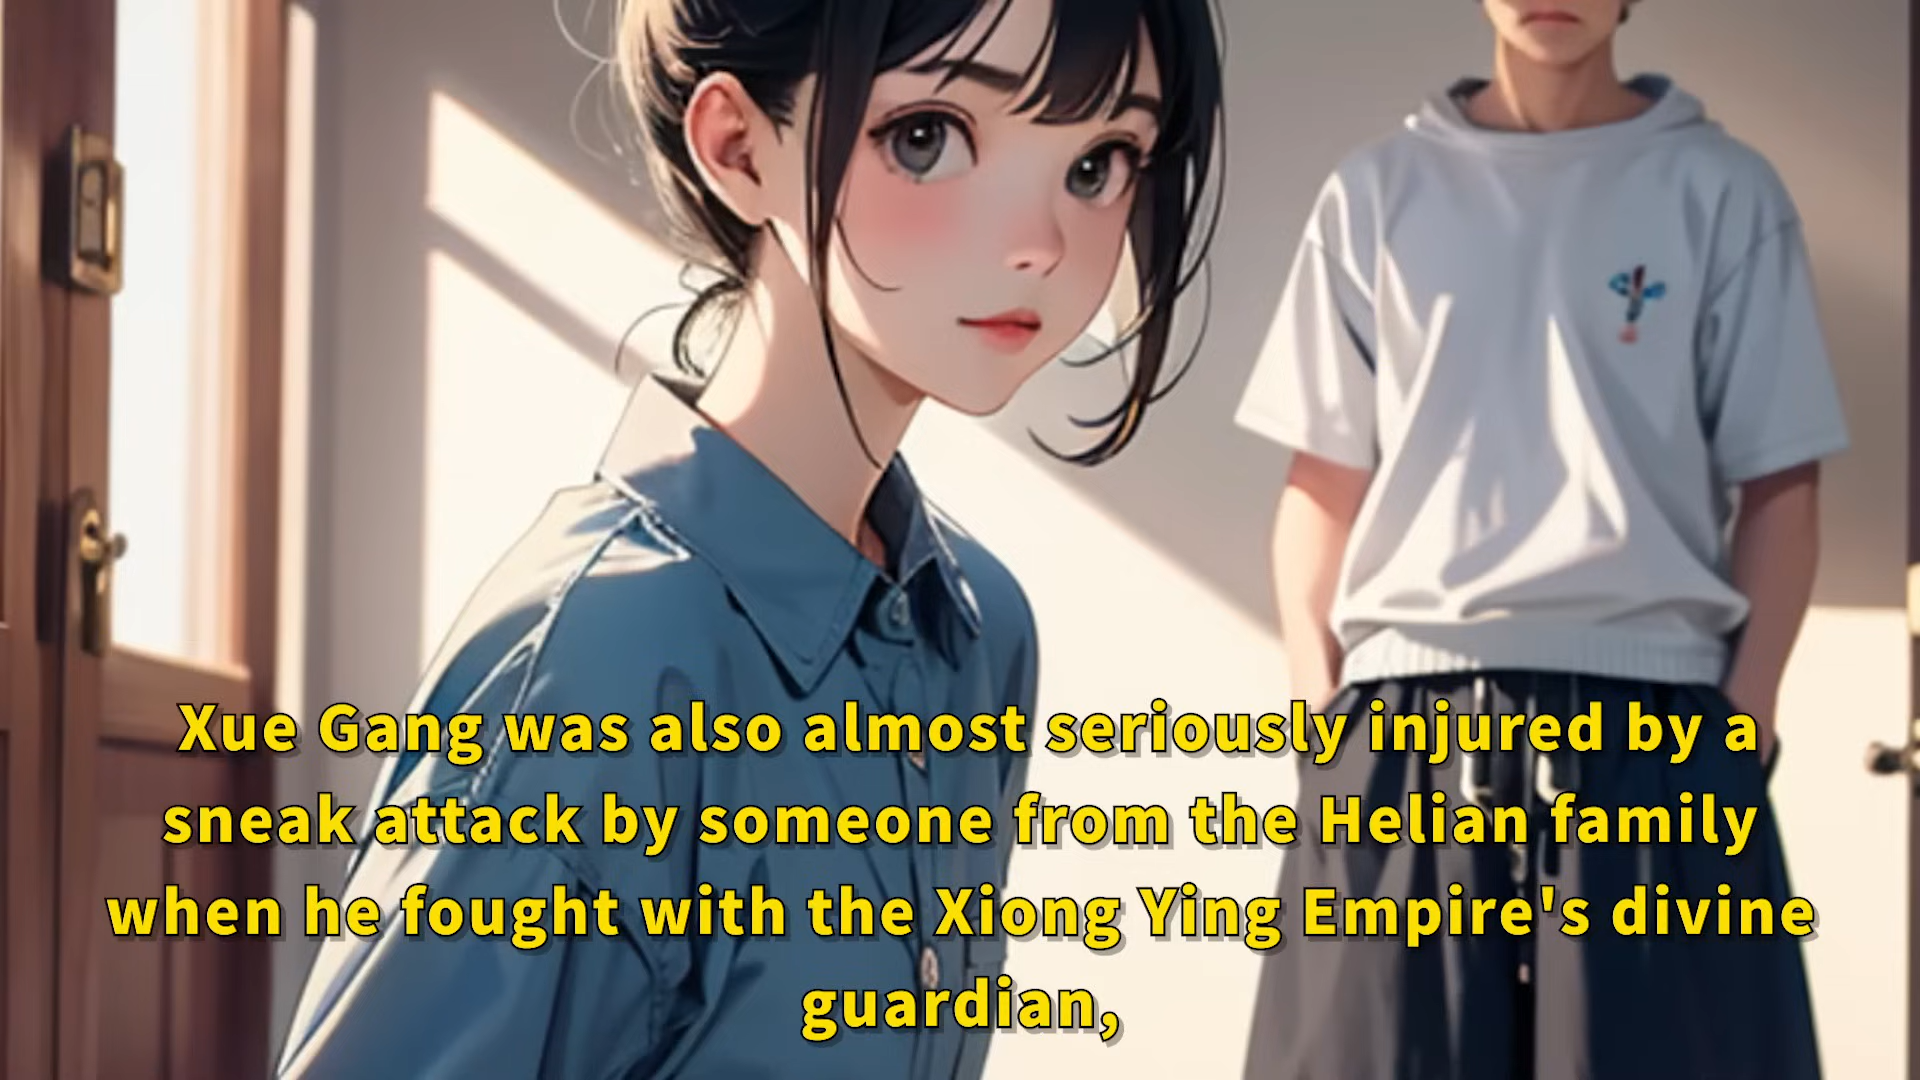 Xue Gang was also almost seriously injured by a
sneak attack by someone from the Helian family
when he fought with the Xiong Ying Empire's divine
guardian,